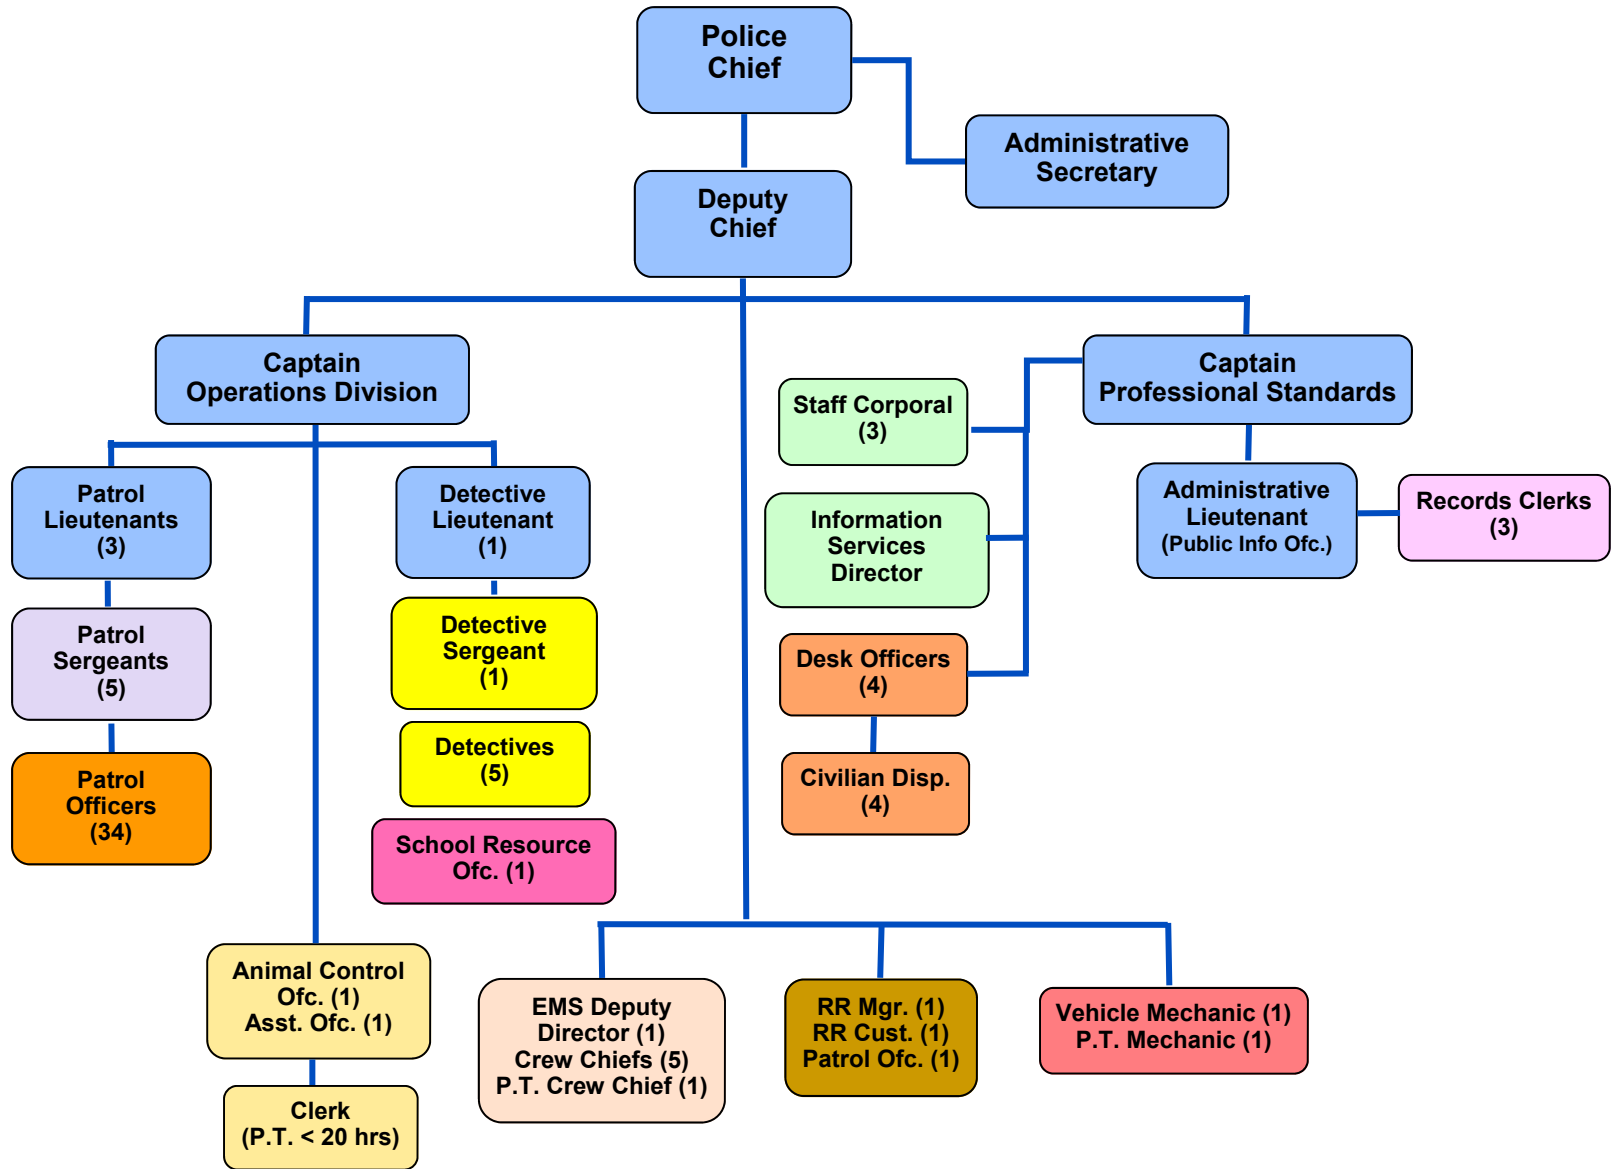 Police
Chief
Administrative
Secretary
Deputy
Chief
Captain
Operations Division
Captain
Professional Standards
Staff Corporal
(3)
Patrol
Lieutenants
(3)
Detective
Lieutenant
(1)
Information
Services
Director
Administrative
Lieutenant
(Public Info Ofc.)
Records Clerks
(3)
Patrol
Sergeants
(5)
Detective
Sergeant
(1)
Desk Officers
(4)
Patrol
Officers
(34)
Detectives
(5)
Civilian Disp.
(4)
School Resource
Ofc. (1)
Animal Control
Ofc. (1)
Asst. Ofc. (1)
EMS Deputy
Director (1)
Crew Chiefs (5)
P.T. Crew Chief (1)
RR Mgr. (1)
RR Cust. (1)
Patrol Ofc. (1)
Vehicle Mechanic (1)
P.T. Mechanic (1)
Clerk
(P.T. < 20 hrs)